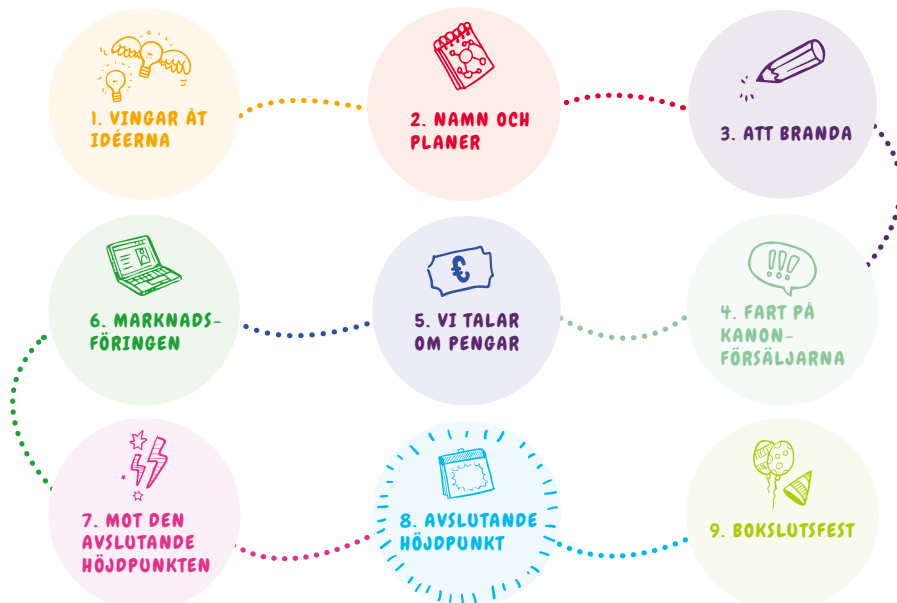 1. VINGAR ÅT
IDÉERNA
2. NAMN OCH
PLANER
3. ATT BRANDA
4. FART PÅ
KANON-
FÖRSÄLJARNA
5. VI TALAR
OM PENGAR
€
6. MARKNADS-
FÖRINGEN
7. MOT DEN
AVSLUTANDE
HÖJDPUNKTEN
8. AVSLUTANDE
HÖJDPUNKT
9. BOKSLUTSFEST